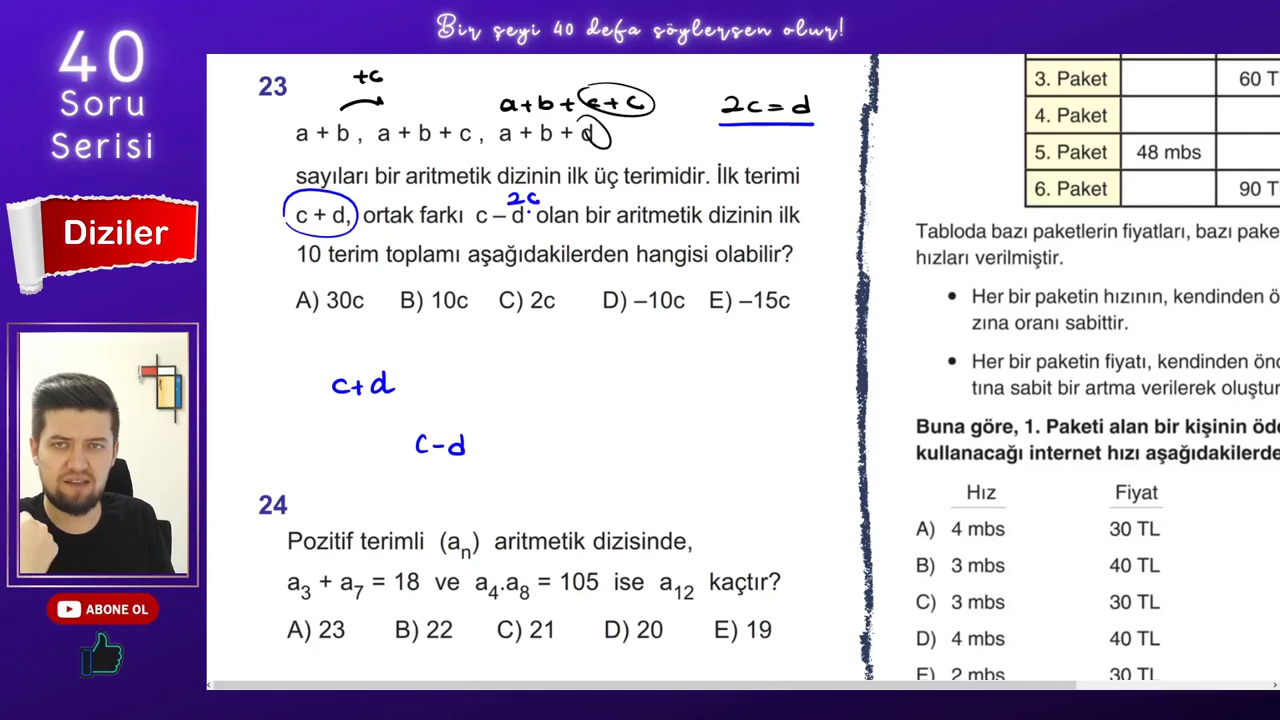 Bir şeyi 40 defa söylersen olur!
40
Soru
Serisi
Diziler
ABONE OL
23
+c
a+b+c+c
2c=d
a + b , a + b + c , a + b + d
sayıları bir aritmetik dizinin ilk üç terimidir. İlk terimi
2c
c + d, ortak farkı c – d olan bir aritmetik dizinin ilk
10 terim toplamı aşağıdakilerden hangisi olabilir?
A) 30c B) 10c C) 2c D) –10c E) –15c
c+d
c-d
24
Pozitif terimli (aₙ) aritmetik dizisinde,
a₃ + a₇ = 18 ve a₄.a₈ = 105 ise a₁₂ kaçtır?
A) 23 B) 22 C) 21 D) 20 E) 19
3. Paket 60 T
4. Paket
5. Paket 48 mbs
6. Paket 90 T
Tabloda bazı paketlerin fiyatları, bazı pake
hızları verilmiştir.
• Her bir paketin hızının, kendinden ö
zına oranı sabittir.
• Her bir paketin fiyatı, kendinden önc
tına sabit bir artma verilerek oluştur
Buna göre, 1. Paketi alan bir kişinin öde
kullanacağı internet hızı aşağıdakilerde
Hız Fiyat
A) 4 mbs 30 TL
B) 3 mbs 40 TL
C) 3 mbs 30 TL
D) 4 mbs 40 TL
E) 2 mbs 30 TL